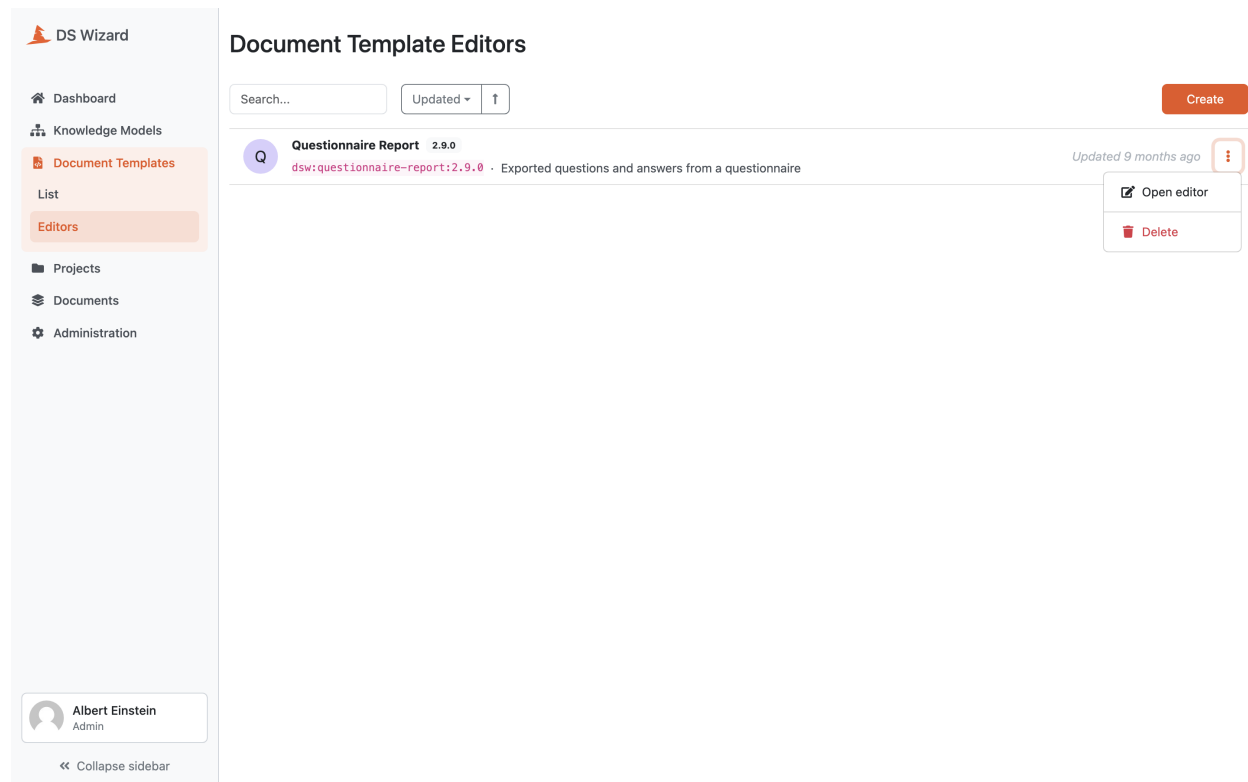 DS Wizard
Dashboard
Knowledge Models
Document Templates
List
Editors
Projects
Documents
Administration
Albert Einstein
Admin
Collapse sidebar
Document Template Editors
Search...
Updated
Create
Q
Questionnaire Report 2.9.0
dsw:questionnaire-report:2.9.0 · Exported questions and answers from a questionnaire
Updated 9 months ago
Open editor
Delete